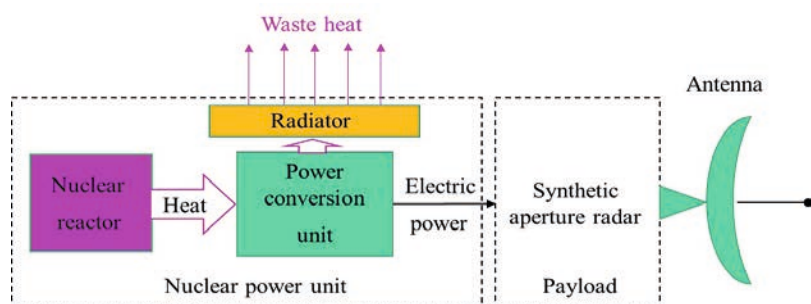 Waste heat
Antenna
Radiator
Nuclear
reactor
Heat
Power
conversion
unit
Electric
power
Synthetic
aperture radar
Nuclear power unit
Payload